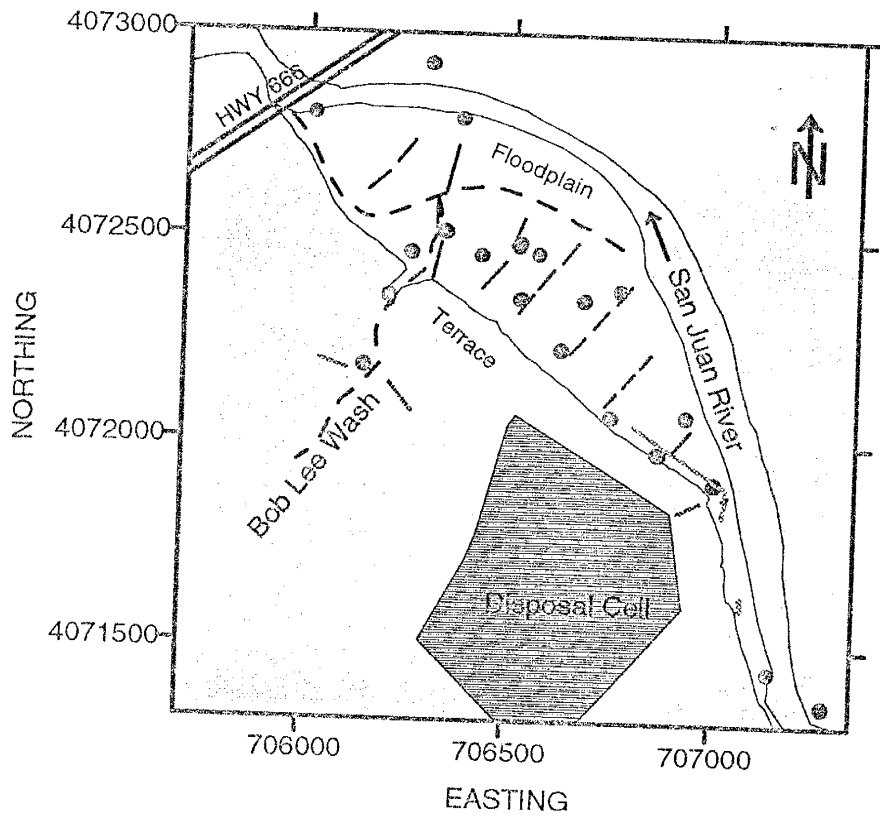 4073000
HWY 666
N
Floodplain
4072500
San Juan River
NORTHING
Terrace
4072000
Bob Lee Wash
Disposal Cell
4071500
706000
706500
707000
EASTING